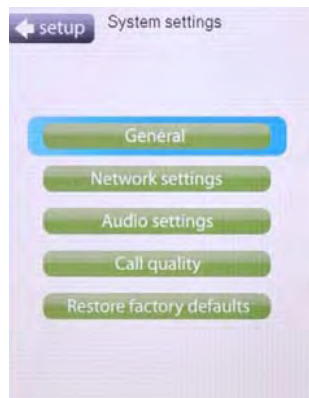 setup
System settings
General
Network settings
Audio settings
Call quality
Restore factory defaults